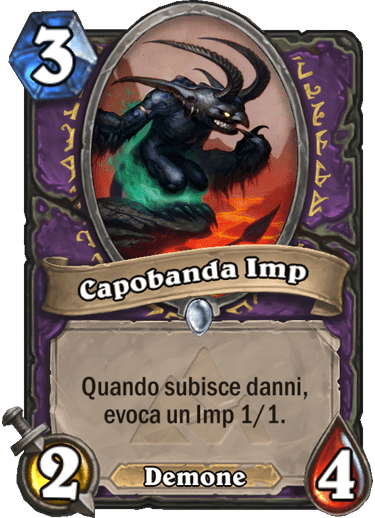 3
Capobanda Imp
Quando subisce danni,
evoca un Imp 1/1.
2
Demone
4